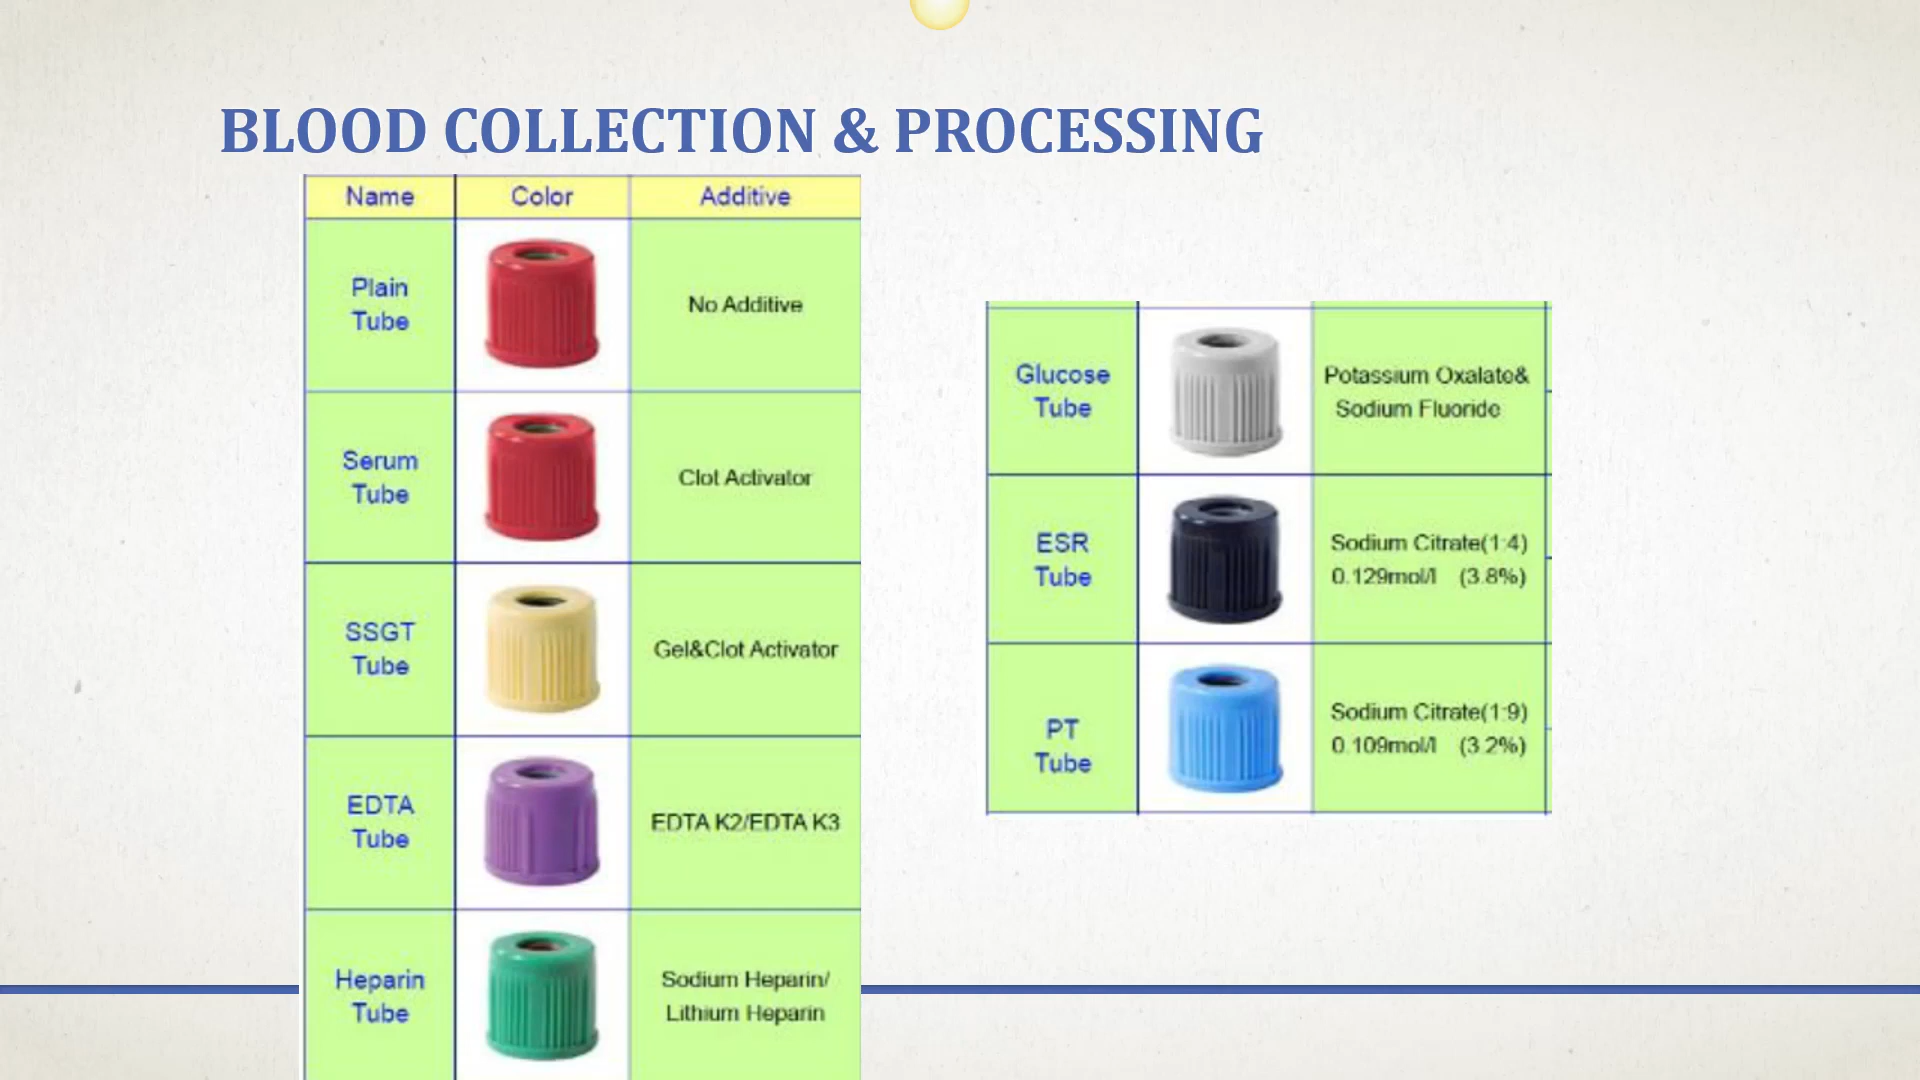 BLOOD COLLECTION & PROCESSING
Name Color Additive
Plain
Tube
No Additive
Serum
Tube
Clot Activator
SSGT
Tube
Gel&Clot Activator
EDTA
Tube
EDTA K2/EDTA K3
Heparin
Tube
Sodium Heparin/
Lithium Heparin
Glucose
Tube
Potassium Oxalate&
Sodium Fluoride
ESR
Tube
Sodium Citrate(1:4)
0.129mol/l (3.8%)
PT
Tube
Sodium Citrate(1:9)
0.109mol/l (3.2%)